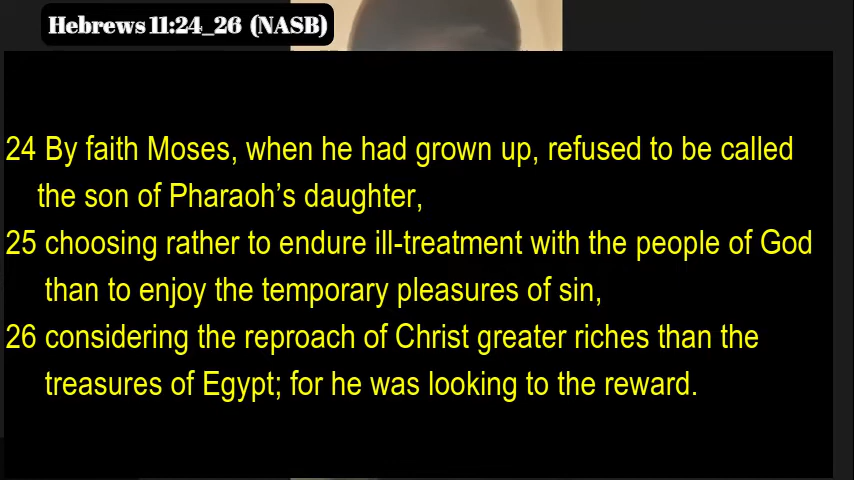 Hebrews 11:24_26 (NASB)
24 By faith Moses, when he had grown up, refused to be called
the son of Pharaoh’s daughter,
25 choosing rather to endure ill-treatment with the people of God
than to enjoy the temporary pleasures of sin,
26 considering the reproach of Christ greater riches than the
treasures of Egypt; for he was looking to the reward.